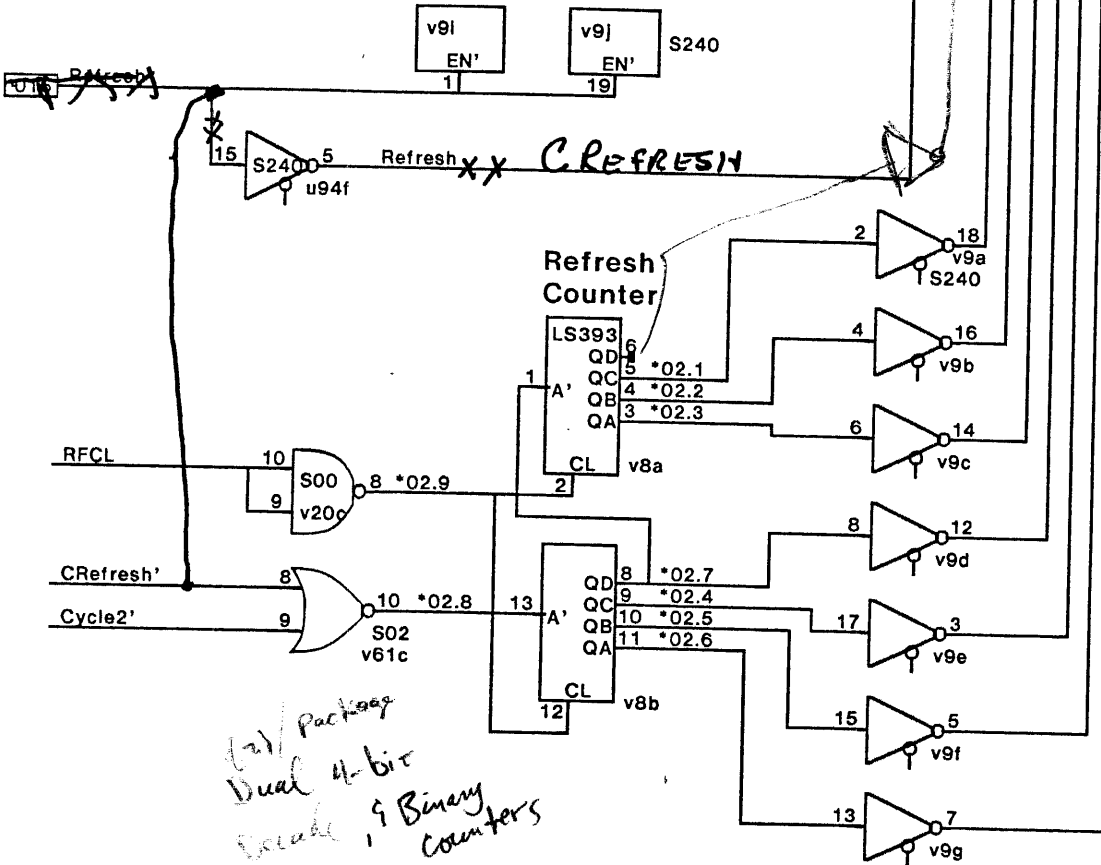 v9i
EN'
1
v9j
EN'
19
S240
Refresh'
15
S240
5
u94f
Refresh
CREFRESH
2
18
v9a
S240
Refresh
Counter
LS393
QD
6
QC
5
*02.1
QB
4
*02.2
QA
3
*02.3
1
A'
CL
2
v8a
4
16
v9b
6
14
v9c
RFCL
10
9
S00
v20c
8
*02.9
8
12
v9d
CRefresh'
8
Cycle2'
9
10
*02.8
S02
v61c
13
A'
QD
8
*02.7
QC
9
*02.4
QB
10
*02.5
QA
11
*02.6
CL
12
v8b
17
3
v9e
15
5
v9f
13
7
v9g
Package
Dual 4-bit
Decade & Binary
Counters